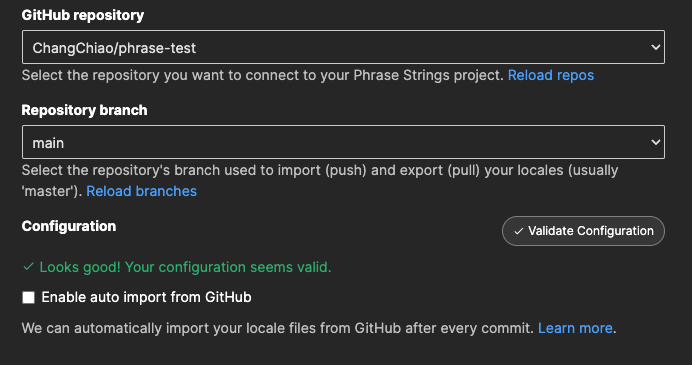 GitHub repository
ChangChiao/phrase-test
Select the repository you want to connect to your Phrase Strings project. Reload repos
Repository branch
main
Select the repository's branch used to import (push) and export (pull) your locales (usually
'master'). Reload branches
Configuration
✓ Validate Configuration
✓ Looks good! Your configuration seems valid.
Enable auto import from GitHub
We can automatically import your locale files from GitHub after every commit. Learn more.